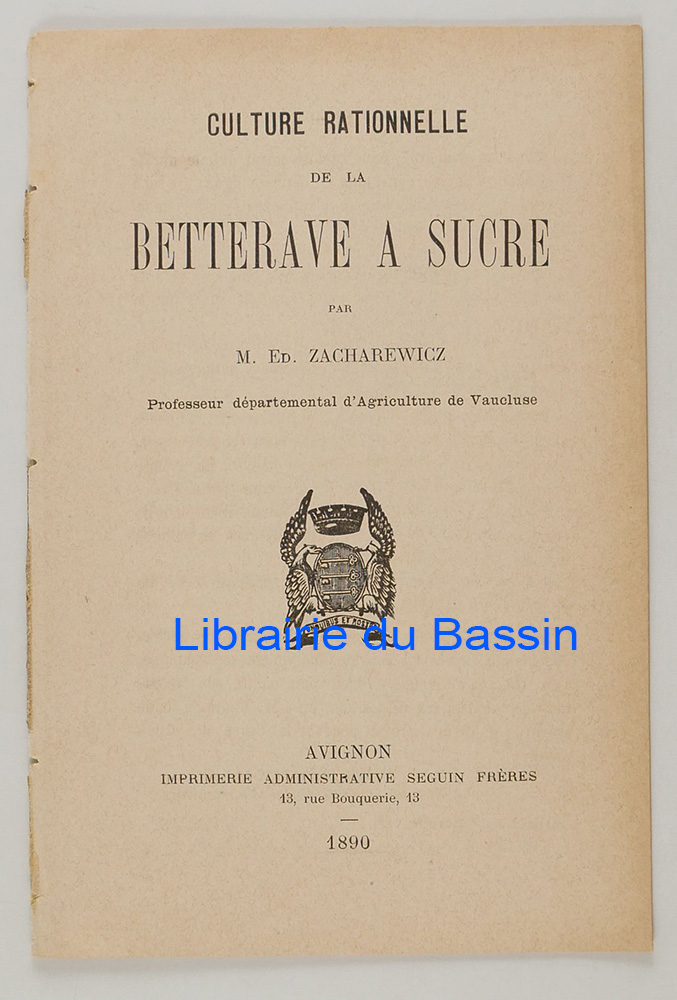 CULTURE RATIONNELLE
DE LA
BETTERAVE A SUCRE
PAR
M. ED. ZACHAREWICZ
Professeur départemental d'Agriculture de Vaucluse
Librairie du Bassin
AVIGNON
IMPRIMERIE ADMINISTRATIVE SEGUIN FRÈRES
13, rue Bouquerie, 13
1890